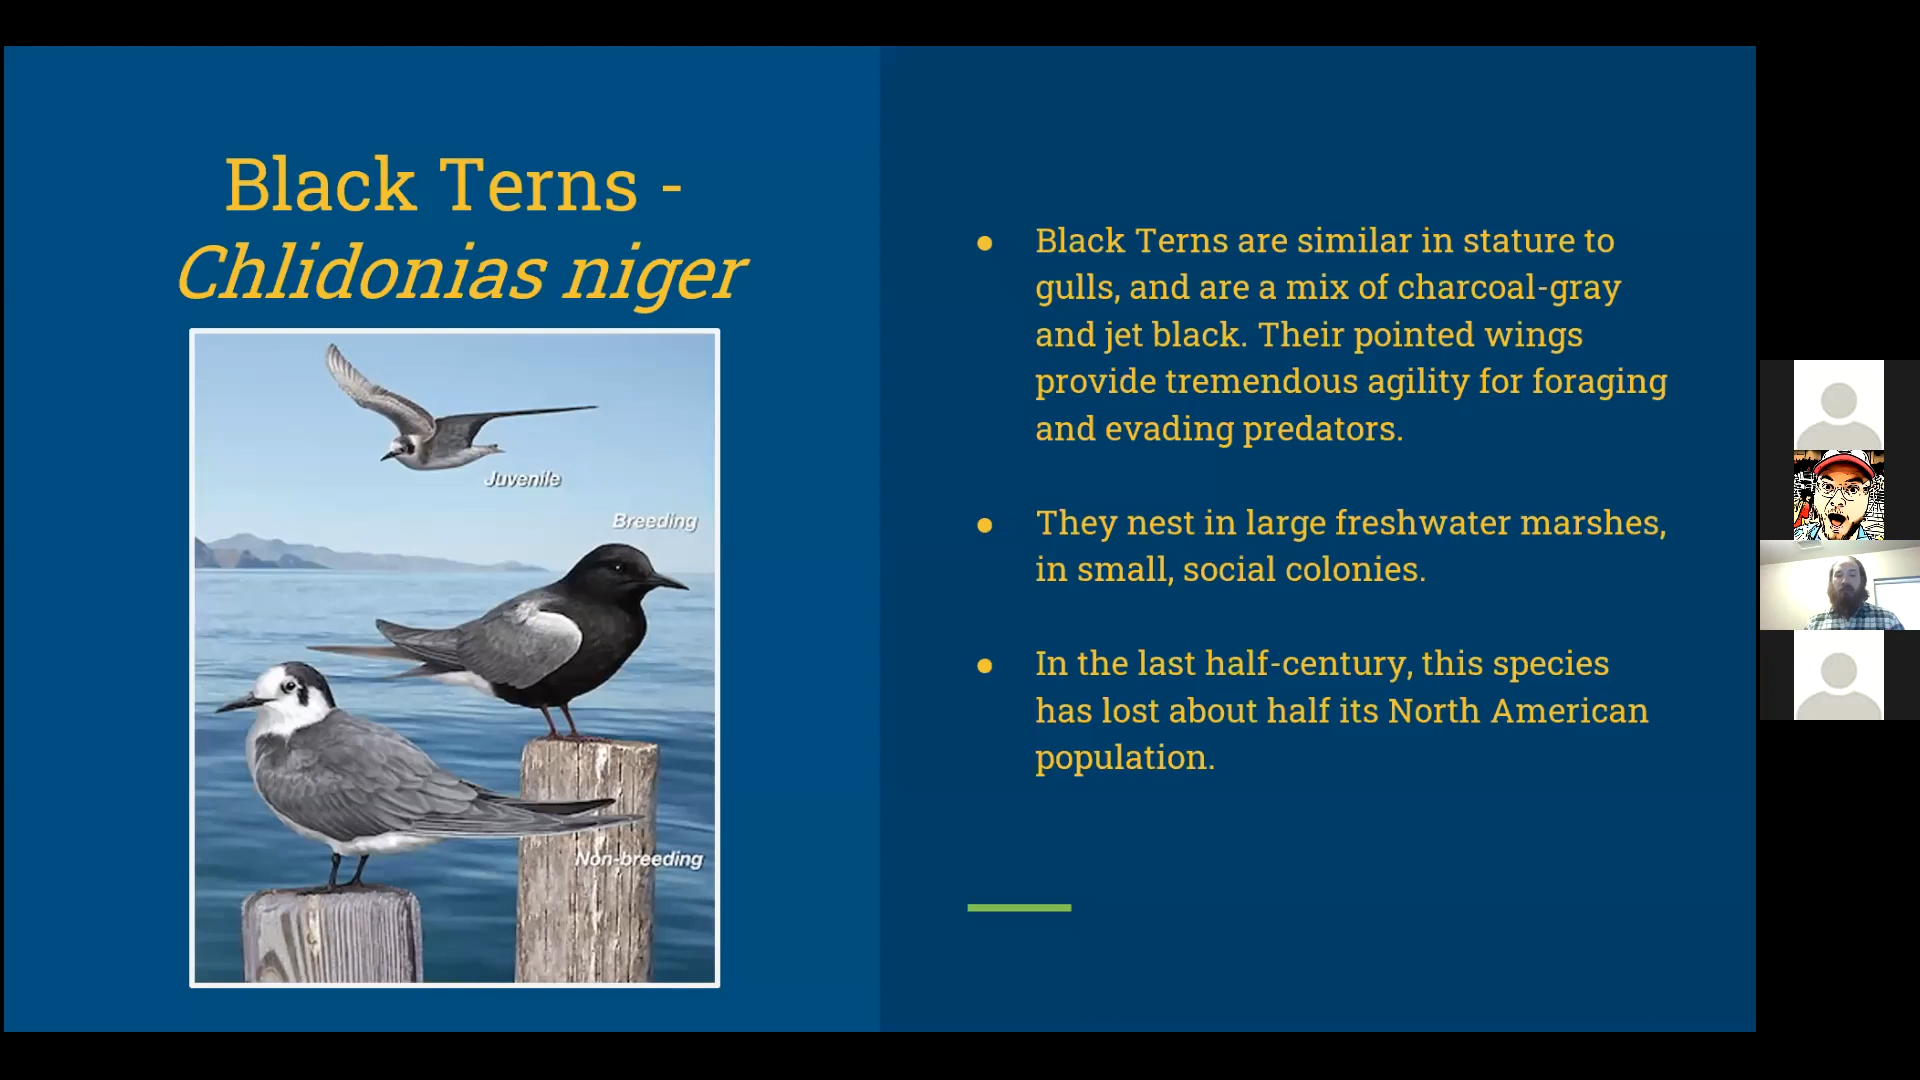 Black Terns -
Chlidonias niger
Juvenile
Breeding
Non-breeding
● Black Terns are similar in stature to
gulls, and are a mix of charcoal-gray
and jet black. Their pointed wings
provide tremendous agility for foraging
and evading predators.
● They nest in large freshwater marshes,
in small, social colonies.
● In the last half-century, this species
has lost about half its North American
population.